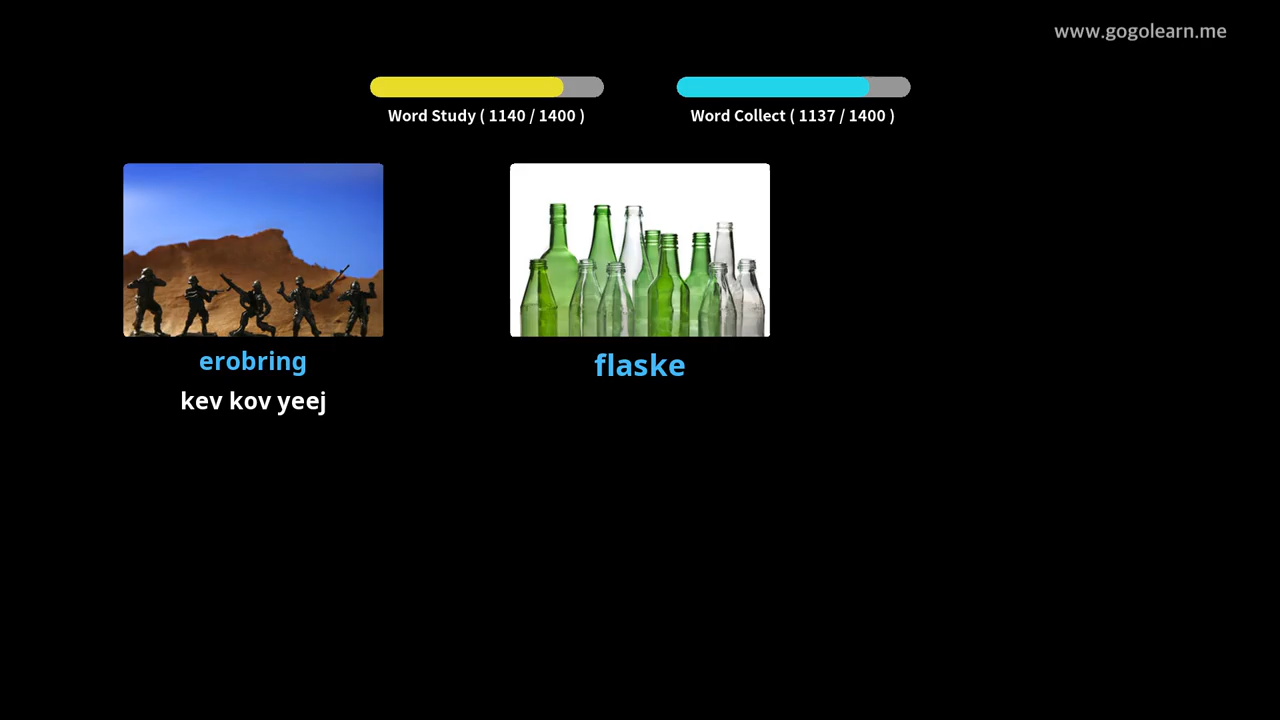 www.gogolearn.me
Word Study ( 1140 / 1400 )
Word Collect ( 1137 / 1400 )
erobring
kev kov yeej
flaske